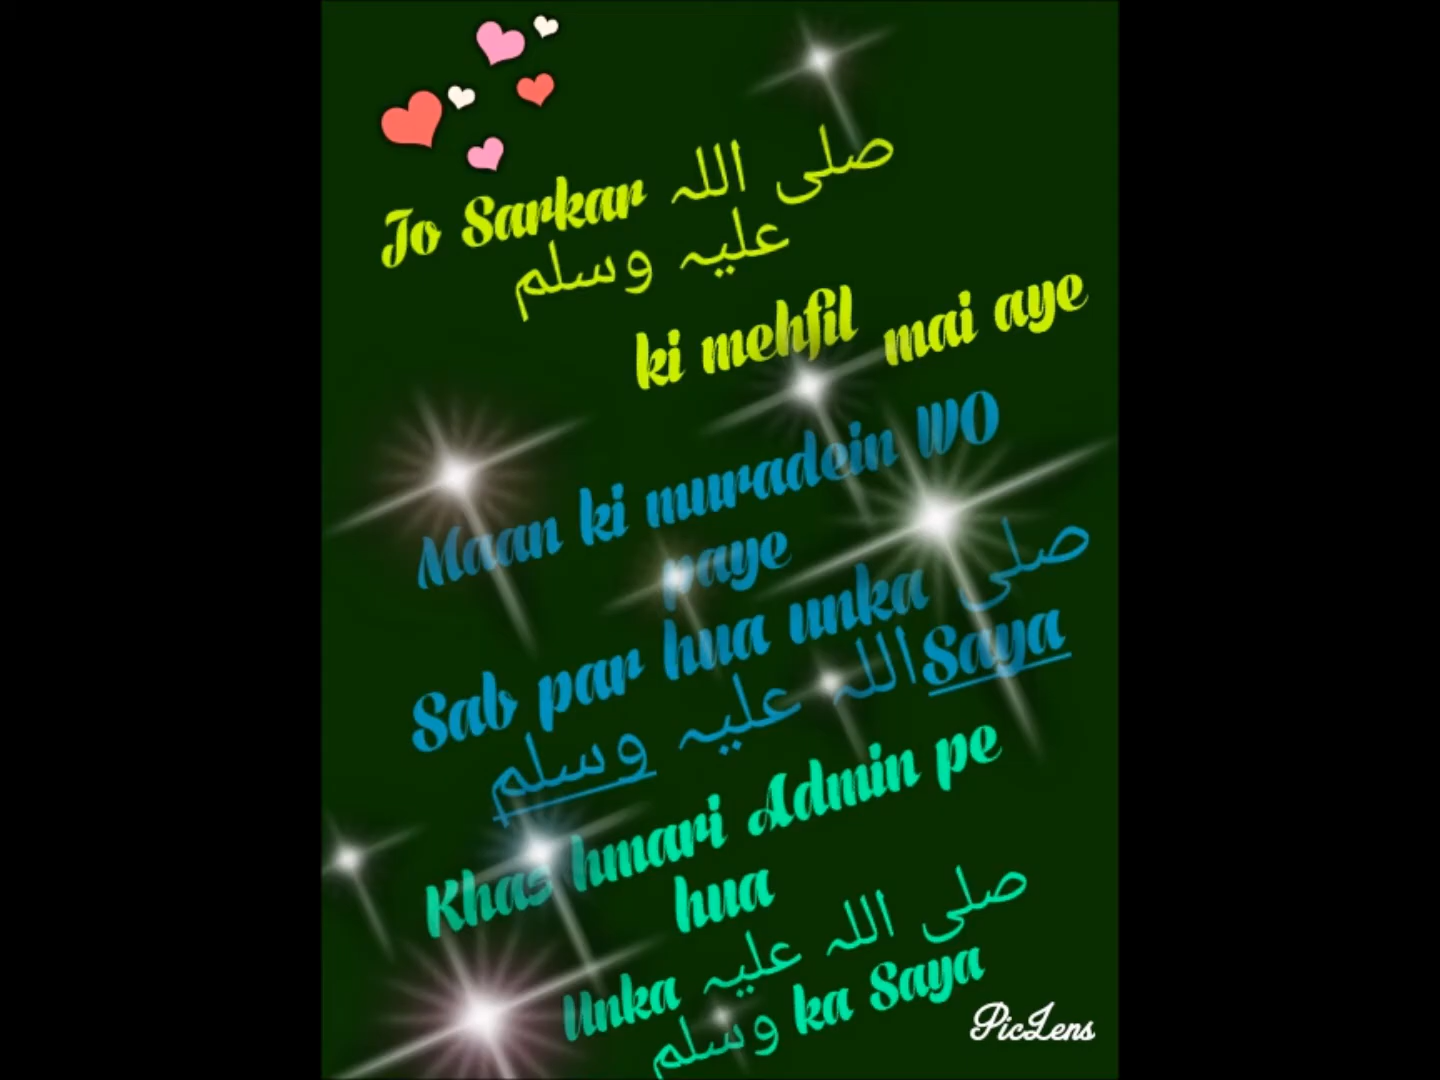 Jo Sarkar صلی اللہ
علیہ وسلم
ki mehfil mai aye
Maan ki muradein WO
paye
Sab par hua unka صلی
اللہ علیہ وسلم Saya
Khas hmari Admin pe
hua
Unka صلی اللہ علیہ
وسلم ka Saya
PicLens